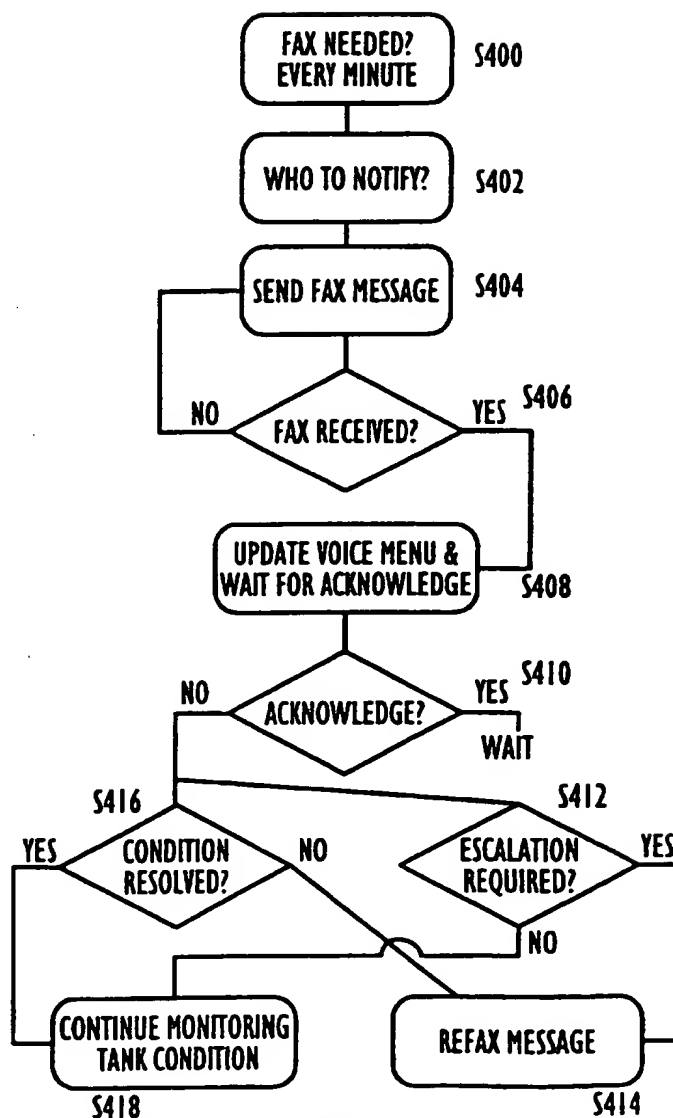 FAX NEEDED?
EVERY MINUTE
S400
WHO TO NOTIFY?
S402
SEND FAX MESSAGE
S404
NO
FAX RECEIVED?
YES
S406
UPDATE VOICE MENU &
WAIT FOR ACKNOWLEDGE
S408
NO
ACKNOWLEDGE?
YES
S410
WAIT
S416
S412
YES
CONDITION
RESOLVED?
NO
ESCALATION
REQUIRED?
YES
NO
CONTINUE MONITORING
TANK CONDITION
S418
REFAX MESSAGE
S414